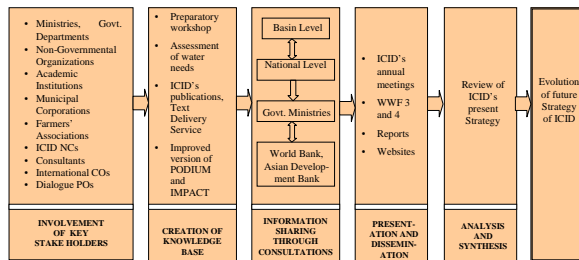 • Ministries, Govt.
Departments
• Non-Governmental
Organizations
• Academic
Institutions
• Municipal
Corporations
• Farmers'
Associations
• ICID NCs
• Consultants
• International COs
• Dialogue POs
INVOLVEMENT
OF KEY
STAKE HOLDERS
• Preparatory
workshop
• Assessment
of water
needs
• ICID's
publications,
Text
Delivery
Service
• Improved
version of
PODIUM
and
IMPACT
CREATION OF
KNOWLEDGE
BASE
Basin Level
National Level
Govt. Ministries
World Bank,
Asian Develop-
ment Bank
INFORMATION
SHARING
THROUGH
CONSULTATIONS
• ICID's
annual
meetings
• WWF 3
and 4
• Reports
• Websites
PRESENT-
ATION AND
DISSEMIN-
ATION
Review of
ICID's
present
Strategy
ANALYSIS
AND
SYNTHESIS
Evolution
of future
Strategy
of ICID